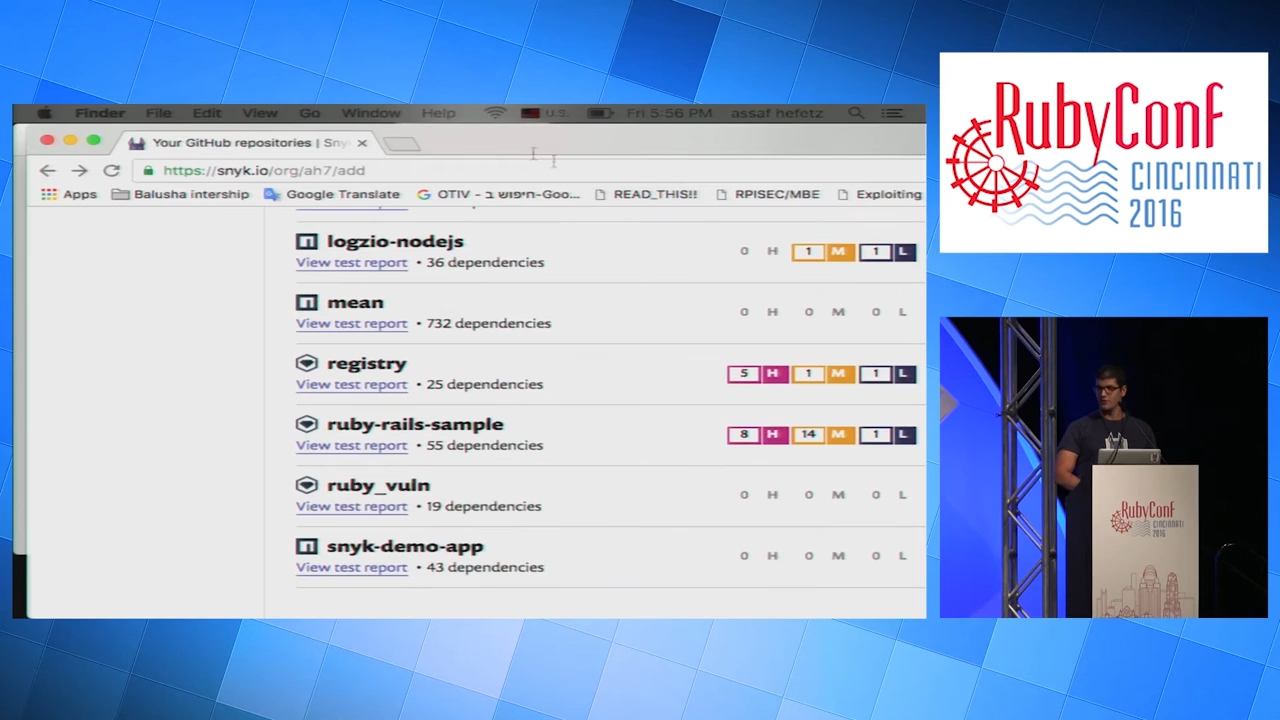 Finder File Edit View Go Window Help U.S. Fri 5:56 PM assaf hefetz
Your GitHub repositories | Sny
https://snyk.io/org/ah7/add
Apps Balusha intership Google Translate OTIV - חיפוש ב-Goo... READ_THIS!! RPISEC/MBE Exploiting
logzio-nodejs
0 H 1 M 1 L
View test report • 36 dependencies
mean
0 H 0 M 0 L
View test report • 732 dependencies
registry
5 H 1 M 1 L
View test report • 25 dependencies
ruby-rails-sample
8 H 14 M 1 L
View test report • 55 dependencies
ruby_vuln
0 H 0 M 0 L
View test report • 19 dependencies
snyk-demo-app
0 H 0 M 0 L
View test report • 43 dependencies
RubyConf
CINCINNATI
2016
RubyConf
CINCINNATI
2016